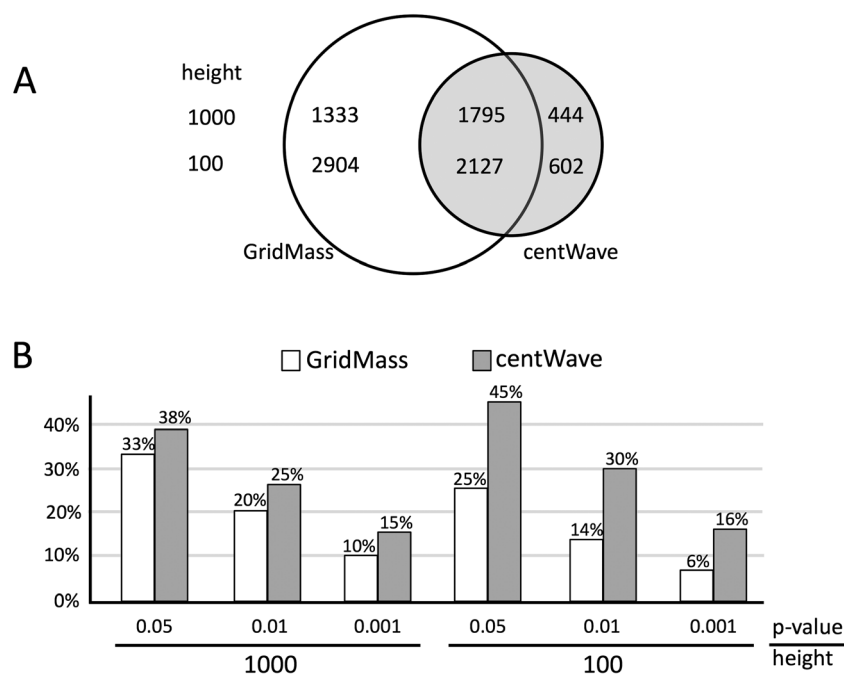 A
height
1000 1333 1795 444
100 2904 2127 602
GridMass centWave
B
GridMass centWave
40%
30%
20%
10%
0%
33% 38% 20% 25% 10% 15% 25% 45% 14% 30% 6% 16%
0.05 0.01 0.001 0.05 0.01 0.001 p-value
1000 100 height